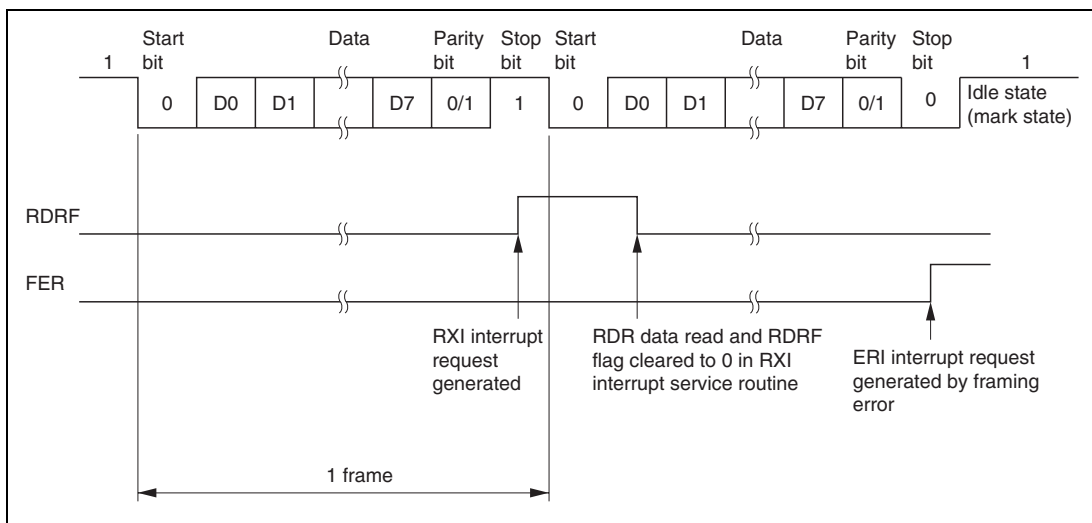 Start bit
Data
Parity bit
Stop bit
Start bit
Data
Parity bit
Stop bit
1
1
0
D0
D1
D7
0/1
1
0
D0
D1
D7
0/1
0
Idle state
(mark state)
RDRF
FER
RXI interrupt
request
generated
RDR data read and RDRF
flag cleared to 0 in RXI
interrupt service routine
ERI interrupt request
generated by framing
error
1 frame